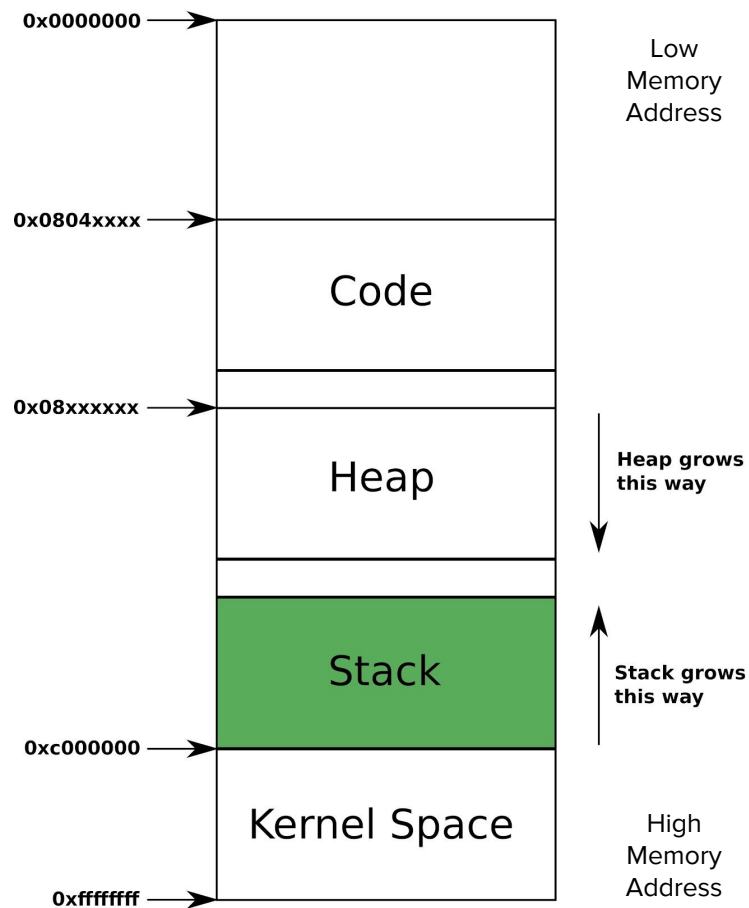 0x0000000
Low
Memory
Address
0x0804xxxx
Code
0x08xxxxxx
Heap grows
this way
Heap
Stack grows
this way
Stack
0xc000000
Kernel Space
High
Memory
Address
0xffffffff